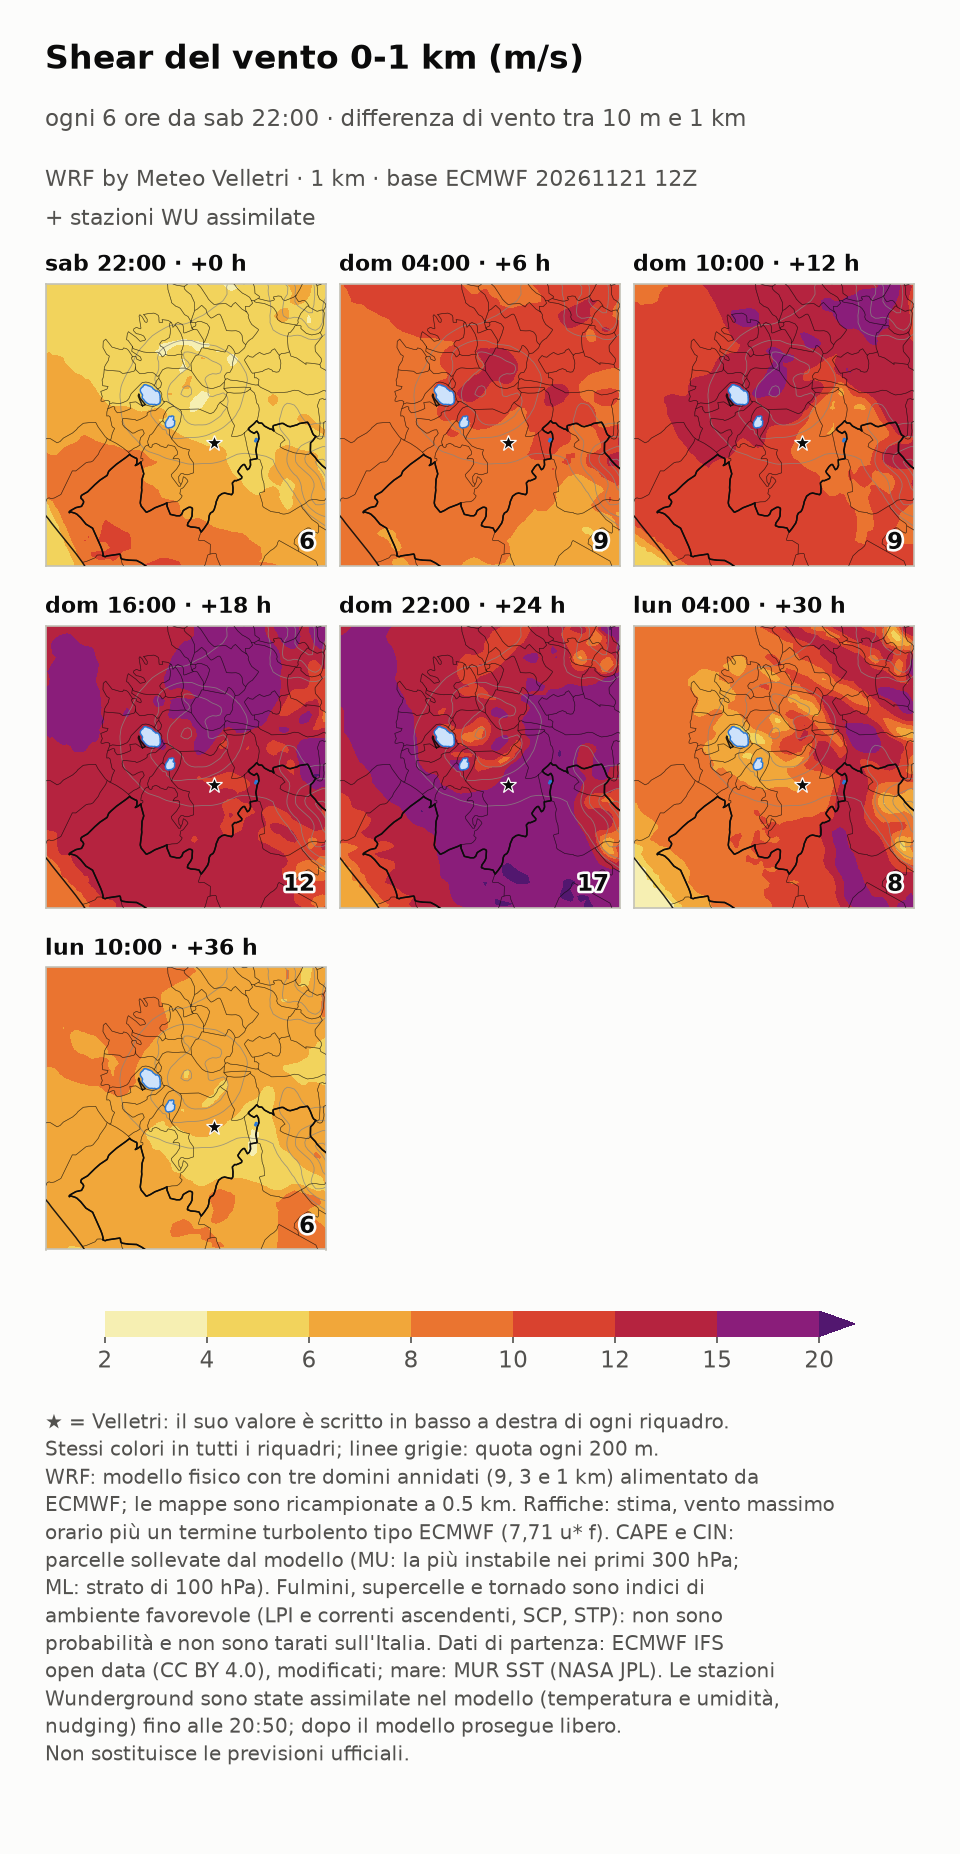 Shear del vento 0-1 km (m/s)
ogni 6 ore da sab 22:00 · differenza di vento tra 10 m e 1 km
WRF by Meteo Velletri · 1 km · base ECMWF 20261121 12Z
+ stazioni WU assimilate
sab 22:00 · +0 h
dom 04:00 · +6 h
dom 10:00 · +12 h
6
9
9
dom 16:00 · +18 h
dom 22:00 · +24 h
lun 04:00 · +30 h
12
17
8
lun 10:00 · +36 h
6
2 4 6 8 10 12 15 20
★ = Velletri: il suo valore è scritto in basso a destra di ogni riquadro.
Stessi colori in tutti i riquadri; linee grigie: quota ogni 200 m.
WRF: modello fisico con tre domini annidati (9, 3 e 1 km) alimentato da
ECMWF; le mappe sono ricampionate a 0.5 km. Raffiche: stima, vento massimo
orario più un termine turbolento tipo ECMWF (7,71 u* f). CAPE e CIN:
parcelle sollevate dal modello (MU: la più instabile nei primi 300 hPa;
ML: strato di 100 hPa). Fulmini, supercelle e tornado sono indici di
ambiente favorevole (LPI e correnti ascendenti, SCP, STP): non sono
probabilità e non sono tarati sull'Italia. Dati di partenza: ECMWF IFS
open data (CC BY 4.0), modificati; mare: MUR SST (NASA JPL). Le stazioni
Wunderground sono state assimilate nel modello (temperatura e umidità,
nudging) fino alle 20:50; dopo il modello prosegue libero.
Non sostituisce le previsioni ufficiali.